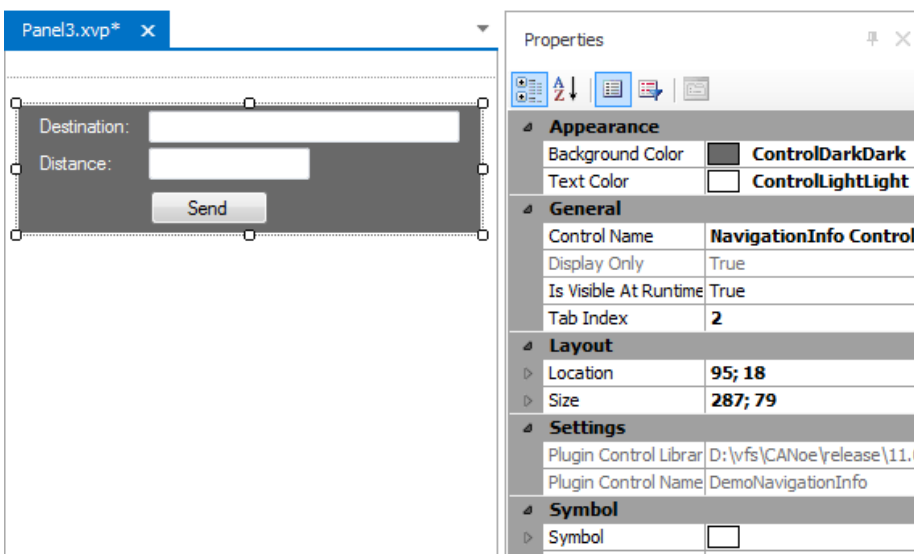 Panel3.xvp*
Destination:
Distance:
Send
Properties
Appearance
Background Color ControlDarkDark
Text Color ControlLightLight
General
Control Name NavigationInfo Control
Display Only True
Is Visible At Runtime True
Tab Index 2
Layout
Location 95; 18
Size 287; 79
Settings
Plugin Control Librar D:\vfs\CANoe\release\11.
Plugin Control Name DemoNavigationInfo
Symbol
Symbol